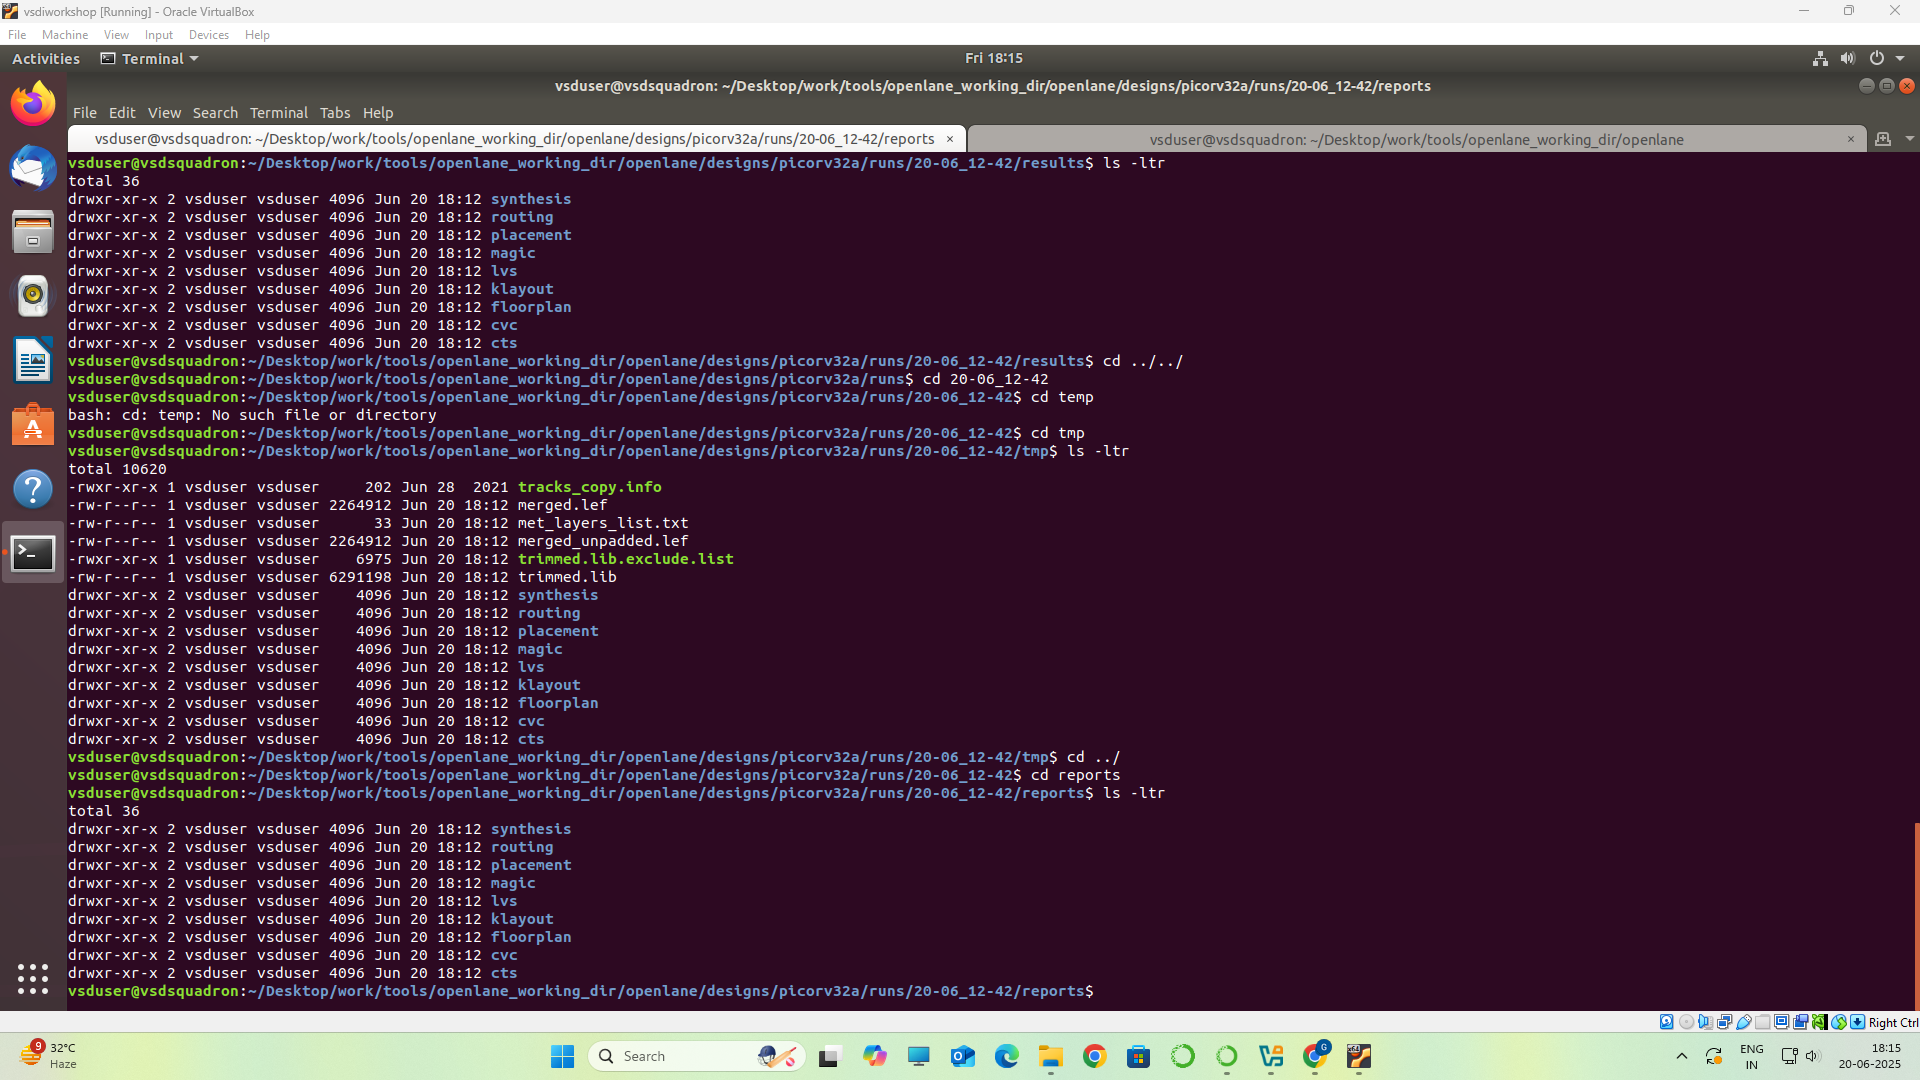 vsdiworkshop [Running] - Oracle VirtualBox
File Machine View Input Devices Help
Activities Terminal Fri 18:15
vsduser@vsdsquadron: ~/Desktop/work/tools/openlane_working_dir/openlane/designs/picorv32a/runs/20-06_12-42/reports
File Edit View Search Terminal Tabs Help
vsduser@vsdsquadron: ~/Desktop/work/tools/openlane_working_dir/openlane/designs/picorv32a/runs/20-06_12-42/reports × vsduser@vsdsquadron: ~/Desktop/work/tools/openlane_working_dir/openlane ×
vsduser@vsdsquadron:~/Desktop/work/tools/openlane_working_dir/openlane/designs/picorv32a/runs/20-06_12-42/results$ ls -ltr
total 36
drwxr-xr-x 2 vsduser vsduser 4096 Jun 20 18:12 synthesis
drwxr-xr-x 2 vsduser vsduser 4096 Jun 20 18:12 routing
drwxr-xr-x 2 vsduser vsduser 4096 Jun 20 18:12 placement
drwxr-xr-x 2 vsduser vsduser 4096 Jun 20 18:12 magic
drwxr-xr-x 2 vsduser vsduser 4096 Jun 20 18:12 lvs
drwxr-xr-x 2 vsduser vsduser 4096 Jun 20 18:12 klayout
drwxr-xr-x 2 vsduser vsduser 4096 Jun 20 18:12 floorplan
drwxr-xr-x 2 vsduser vsduser 4096 Jun 20 18:12 cvc
drwxr-xr-x 2 vsduser vsduser 4096 Jun 20 18:12 cts
vsduser@vsdsquadron:~/Desktop/work/tools/openlane_working_dir/openlane/designs/picorv32a/runs/20-06_12-42/results$ cd ../../
vsduser@vsdsquadron:~/Desktop/work/tools/openlane_working_dir/openlane/designs/picorv32a/runs$ cd 20-06_12-42
vsduser@vsdsquadron:~/Desktop/work/tools/openlane_working_dir/openlane/designs/picorv32a/runs/20-06_12-42$ cd temp
bash: cd: temp: No such file or directory
vsduser@vsdsquadron:~/Desktop/work/tools/openlane_working_dir/openlane/designs/picorv32a/runs/20-06_12-42$ cd tmp
vsduser@vsdsquadron:~/Desktop/work/tools/openlane_working_dir/openlane/designs/picorv32a/runs/20-06_12-42/tmp$ ls -ltr
total 10620
-rwxr-xr-x 1 vsduser vsduser     202 Jun 28  2021 tracks_copy.info
-rw-r--r-- 1 vsduser vsduser 2264912 Jun 20 18:12 merged.lef
-rw-r--r-- 1 vsduser vsduser      33 Jun 20 18:12 met_layers_list.txt
-rw-r--r-- 1 vsduser vsduser 2264912 Jun 20 18:12 merged_unpadded.lef
-rwxr-xr-x 1 vsduser vsduser    6975 Jun 20 18:12 trimmed.lib.exclude.list
-rw-r--r-- 1 vsduser vsduser 6291198 Jun 20 18:12 trimmed.lib
drwxr-xr-x 2 vsduser vsduser    4096 Jun 20 18:12 synthesis
drwxr-xr-x 2 vsduser vsduser    4096 Jun 20 18:12 routing
drwxr-xr-x 2 vsduser vsduser    4096 Jun 20 18:12 placement
drwxr-xr-x 2 vsduser vsduser    4096 Jun 20 18:12 magic
drwxr-xr-x 2 vsduser vsduser    4096 Jun 20 18:12 lvs
drwxr-xr-x 2 vsduser vsduser    4096 Jun 20 18:12 klayout
drwxr-xr-x 2 vsduser vsduser    4096 Jun 20 18:12 floorplan
drwxr-xr-x 2 vsduser vsduser    4096 Jun 20 18:12 cvc
drwxr-xr-x 2 vsduser vsduser    4096 Jun 20 18:12 cts
vsduser@vsdsquadron:~/Desktop/work/tools/openlane_working_dir/openlane/designs/picorv32a/runs/20-06_12-42/tmp$ cd ../
vsduser@vsdsquadron:~/Desktop/work/tools/openlane_working_dir/openlane/designs/picorv32a/runs/20-06_12-42$ cd reports
vsduser@vsdsquadron:~/Desktop/work/tools/openlane_working_dir/openlane/designs/picorv32a/runs/20-06_12-42/reports$ ls -ltr
total 36
drwxr-xr-x 2 vsduser vsduser 4096 Jun 20 18:12 synthesis
drwxr-xr-x 2 vsduser vsduser 4096 Jun 20 18:12 routing
drwxr-xr-x 2 vsduser vsduser 4096 Jun 20 18:12 placement
drwxr-xr-x 2 vsduser vsduser 4096 Jun 20 18:12 magic
drwxr-xr-x 2 vsduser vsduser 4096 Jun 20 18:12 lvs
drwxr-xr-x 2 vsduser vsduser 4096 Jun 20 18:12 klayout
drwxr-xr-x 2 vsduser vsduser 4096 Jun 20 18:12 floorplan
drwxr-xr-x 2 vsduser vsduser 4096 Jun 20 18:12 cvc
drwxr-xr-x 2 vsduser vsduser 4096 Jun 20 18:12 cts
vsduser@vsdsquadron:~/Desktop/work/tools/openlane_working_dir/openlane/designs/picorv32a/runs/20-06_12-42/reports$
Right Ctrl
9 32°C
Haze
Search
G
ENG
IN
18:15
20-06-2025